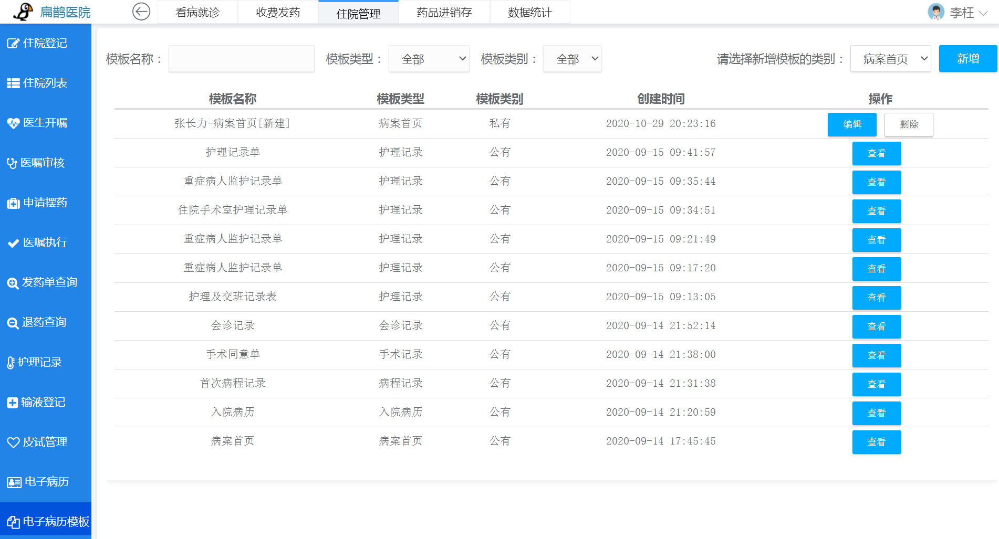 扁鹊医院
看病就诊 收费发药 住院管理 药品进销存 数据统计
李枉
住院登记
住院列表
医生开嘱
医嘱审核
申请摆药
医嘱执行
发药单查询
退药查询
护理记录
输液登记
皮试管理
电子病历
电子病历模板
模板名称： 模板类型： 全部 模板类别： 全部 请选择新增模板的类别： 病案首页 新增
模板名称 模板类型 模板类别 创建时间 操作
张长力-病案首页[新建] 病案首页 私有 2020-10-29 20:23:16 编辑 删除
护理记录单 护理记录 公有 2020-09-15 09:41:57 查看
重症病人监护记录单 护理记录 公有 2020-09-15 09:35:44 查看
住院手术室护理记录单 护理记录 公有 2020-09-15 09:34:51 查看
重症病人监护记录单 护理记录 公有 2020-09-15 09:21:49 查看
重症病人监护记录单 护理记录 公有 2020-09-15 09:17:20 查看
护理及交班记录表 护理记录 公有 2020-09-15 09:13:05 查看
会诊记录 会诊记录 公有 2020-09-14 21:52:14 查看
手术同意单 手术记录 公有 2020-09-14 21:38:00 查看
首次病程记录 病程记录 公有 2020-09-14 21:31:38 查看
入院病历 入院病历 公有 2020-09-14 21:20:59 查看
病案首页 病案首页 公有 2020-09-14 17:45:45 查看